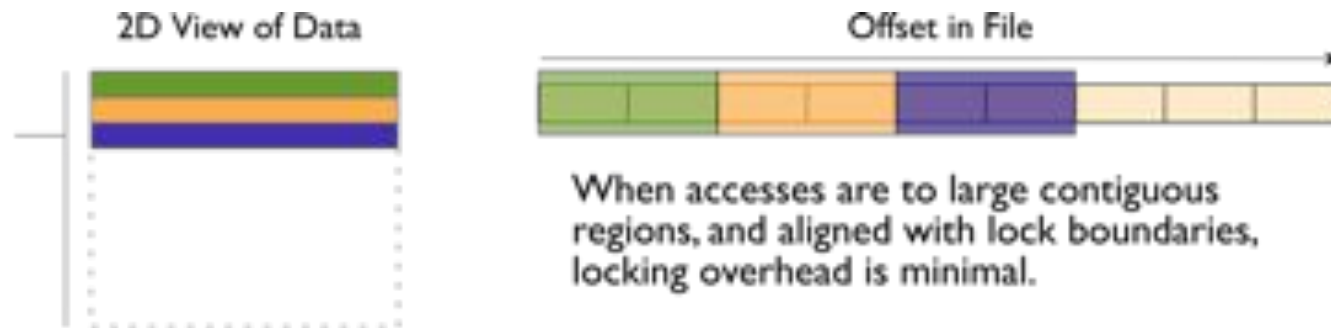 2D View of Data
Offset in File
When accesses are to large contiguous
regions, and aligned with lock boundaries,
locking overhead is minimal.